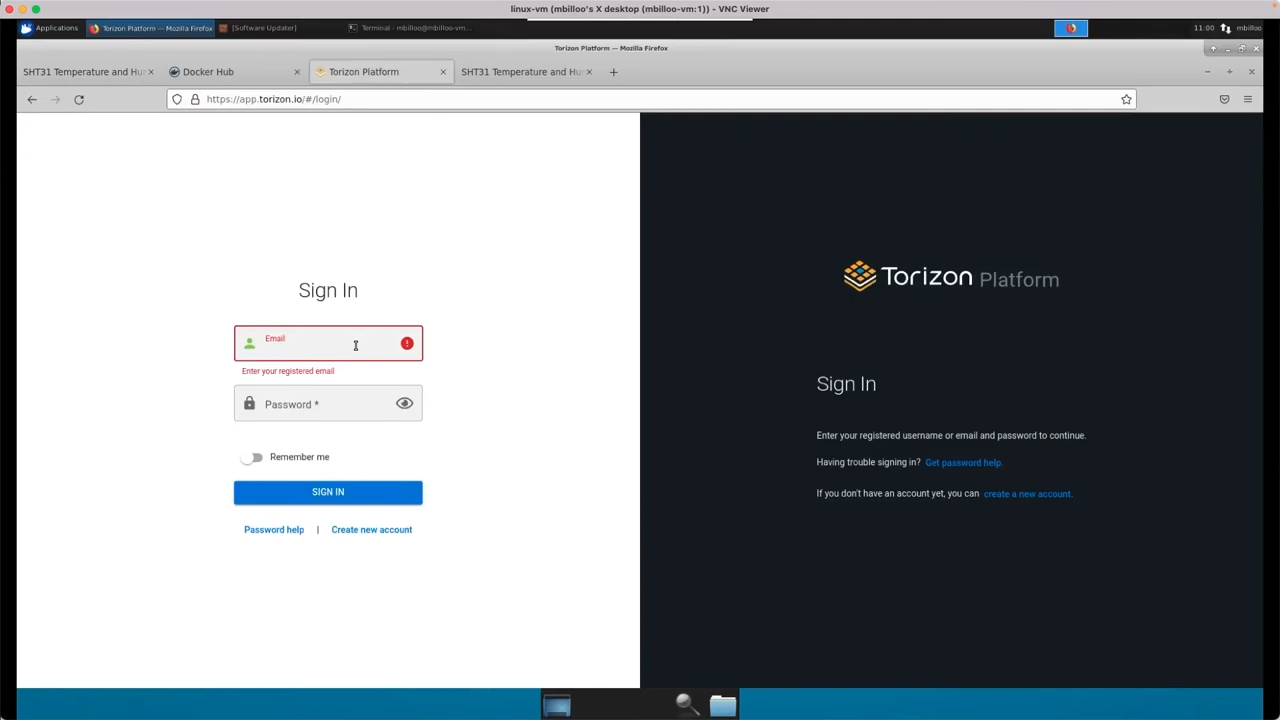 linux-vm (mbilloo's X desktop (mbilloo-vm:1)) - VNC Viewer
Applications
Torizon Platform — Mozilla Firefox
[Software Updater]
Terminal - mbilloo@mbilloo-vm...
11:00
mbilloo
Torizon Platform — Mozilla Firefox
SHT31 Temperature and Hu
Docker Hub
Torizon Platform
SHT31 Temperature and Hu
https://app.torizon.io/#/login/
Sign In
Email
Enter your registered email
Password *
Remember me
SIGN IN
Password help | Create new account
Torizon Platform
Sign In
Enter your registered username or email and password to continue.
Having trouble signing in? Get password help.
If you don't have an account yet, you can create a new account.